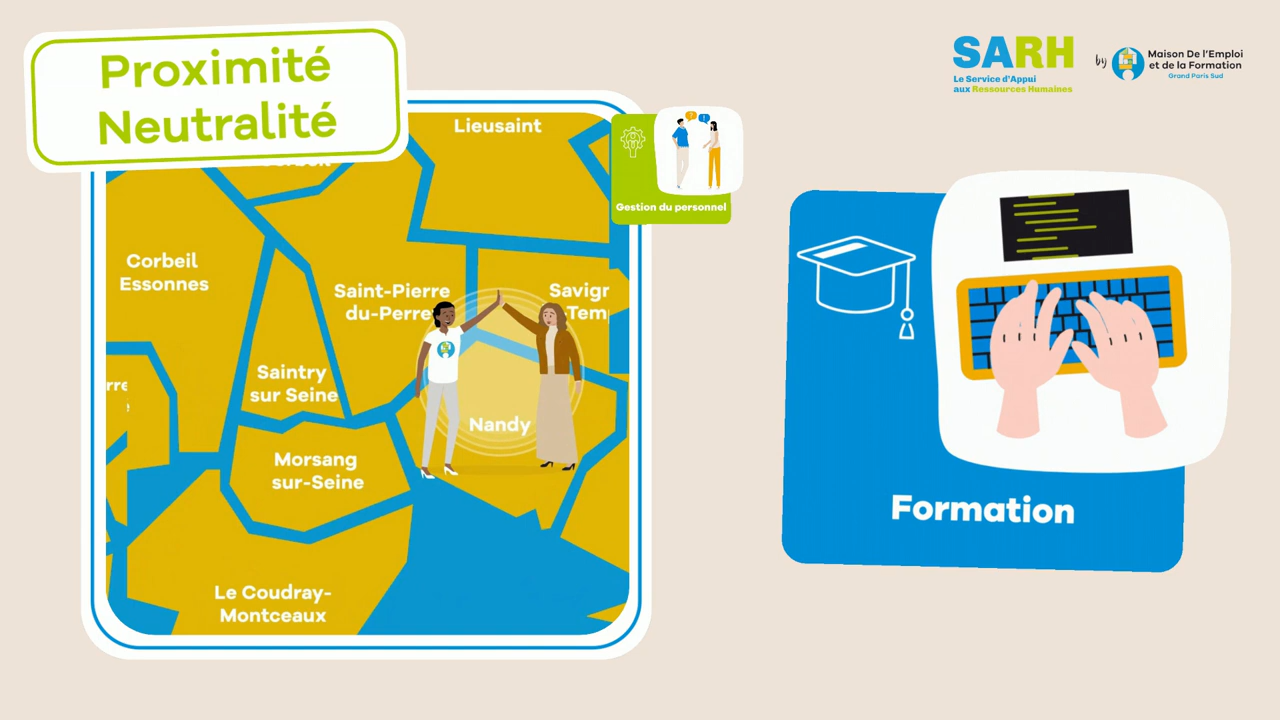 Proximité
Neutralité
SARH
Le Service d'Appui
aux Ressources Humaines
by
Maison De l'Emploi
et de la Formation
Grand Paris Sud
Lieusaint
Gestion du personnel
Corbeil
Essonnes
Saint-Pierre
du-Perre
Savign
Saintry
sur Seine
Nandy
Morsang
sur-Seine
Le Coudray-
Montceaux
Formation